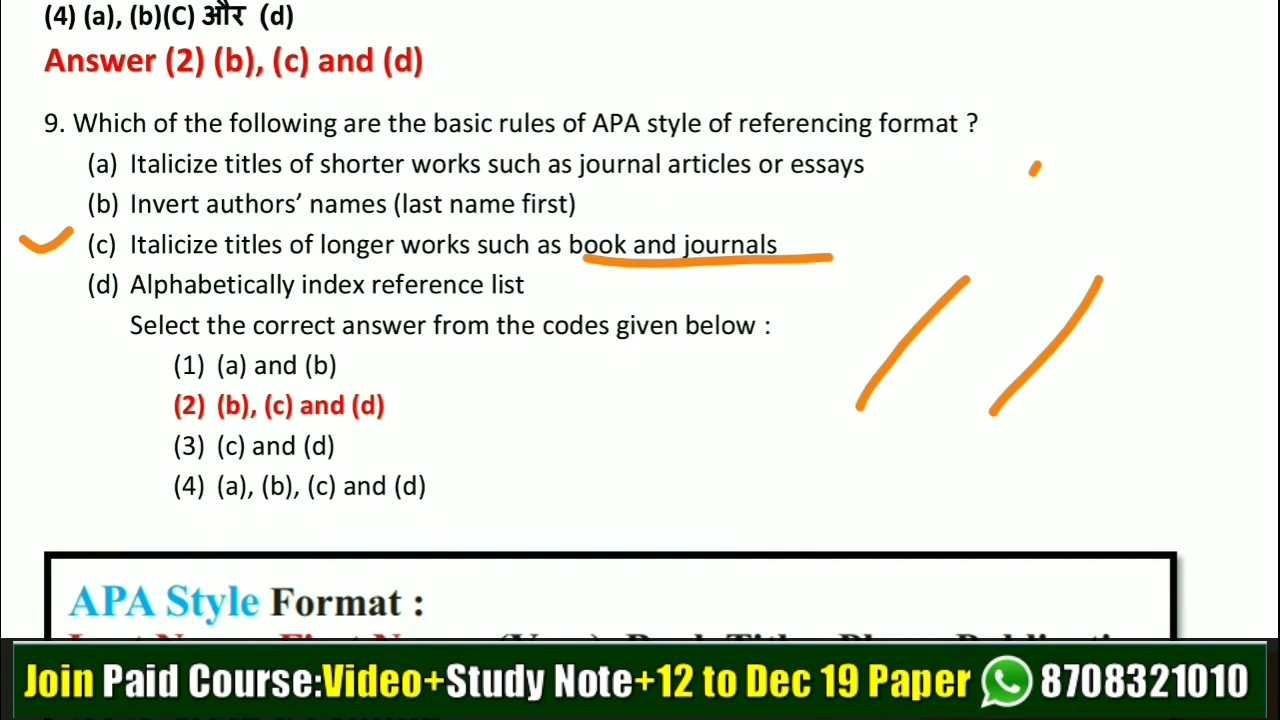 (4) (a), (b)(C) और (d)
Answer (2) (b), (c) and (d)
9. Which of the following are the basic rules of APA style of referencing format ?
(a) Italicize titles of shorter works such as journal articles or essays
(b) Invert authors’ names (last name first)
(c) Italicize titles of longer works such as book and journals
(d) Alphabetically index reference list
Select the correct answer from the codes given below :
(1) (a) and (b)
(2) (b), (c) and (d)
(3) (c) and (d)
(4) (a), (b), (c) and (d)
APA Style Format :
Join Paid Course:Video+Study Note+12 to Dec 19 Paper 8708321010